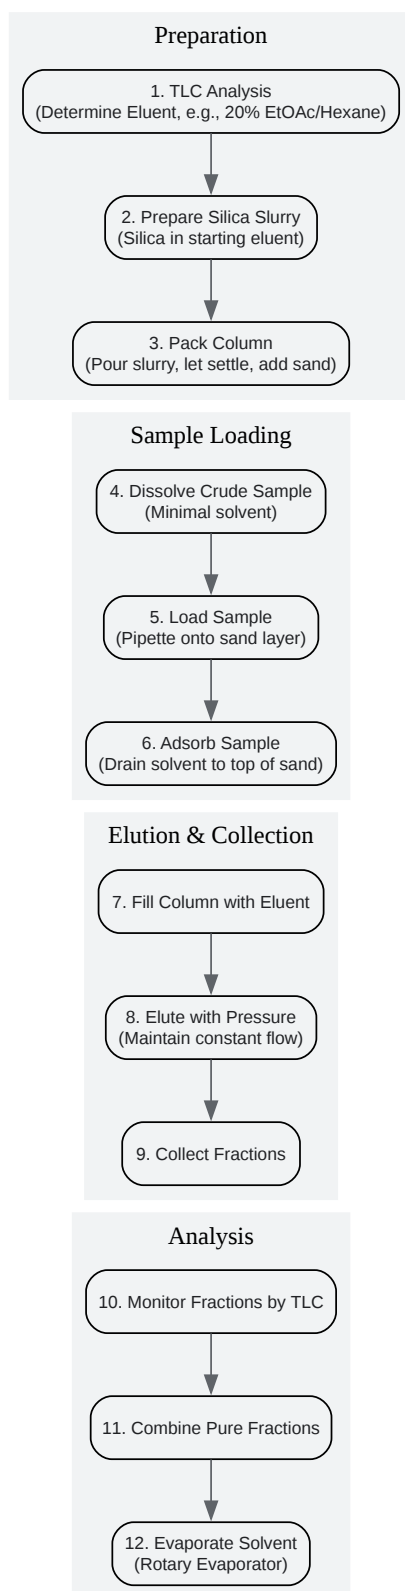 Preparation
1. TLC Analysis
(Determine Eluent, e.g., 20% EtOAc/Hexane)
2. Prepare Silica Slurry
(Silica in starting eluent)
3. Pack Column
(Pour slurry, let settle, add sand)
Sample Loading
4. Dissolve Crude Sample
(Minimal solvent)
5. Load Sample
(Pipette onto sand layer)
6. Adsorb Sample
(Drain solvent to top of sand)
Elution & Collection
7. Fill Column with Eluent
8. Elute with Pressure
(Maintain constant flow)
9. Collect Fractions
Analysis
10. Monitor Fractions by TLC
11. Combine Pure Fractions
12. Evaporate Solvent
(Rotary Evaporator)